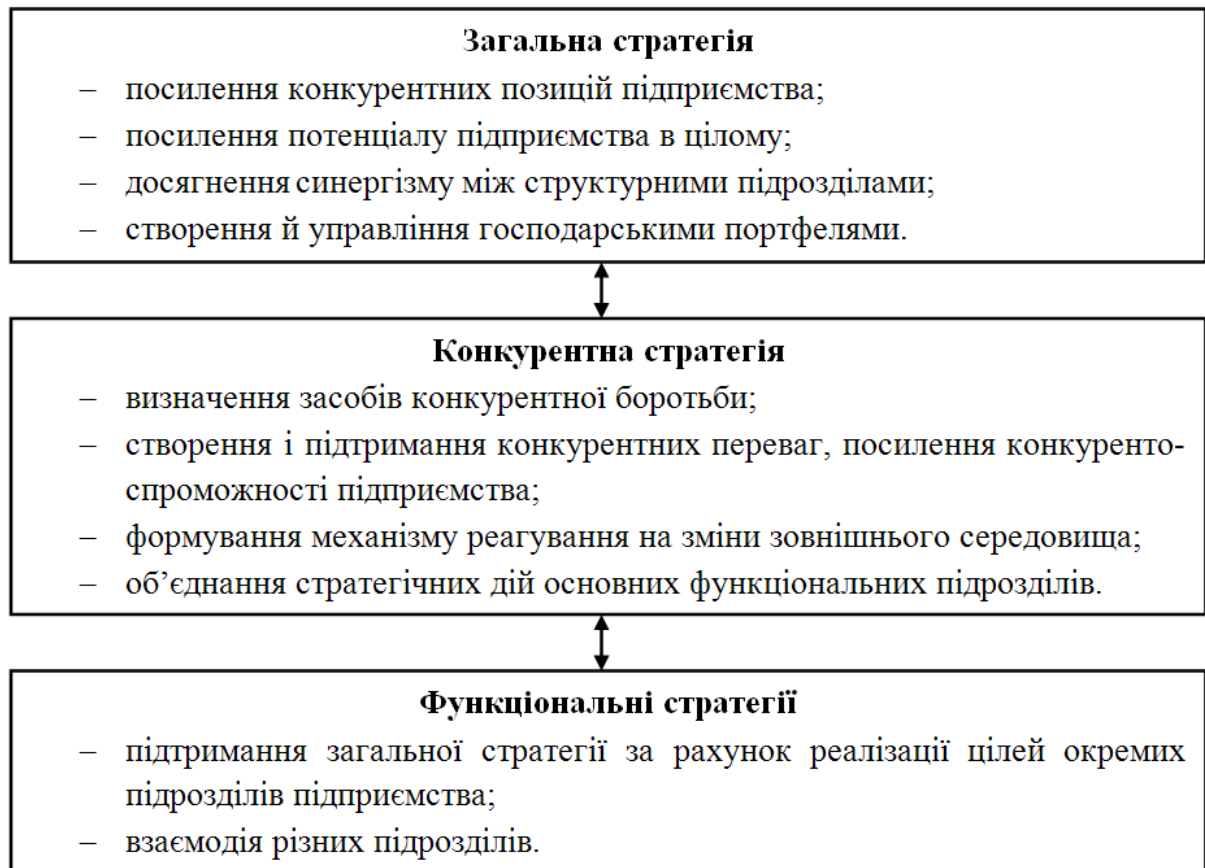 Загальна стратегія
– посилення конкурентних позицій підприємства;
– посилення потенціалу підприємства в цілому;
– досягнення синергізму між структурними підрозділами;
– створення й управління господарськими портфелями.
Конкурентна стратегія
– визначення засобів конкурентної боротьби;
– створення і підтримання конкурентних переваг, посилення конкуренто-
спроможності підприємства;
– формування механізму реагування на зміни зовнішнього середовища;
– об’єднання стратегічних дій основних функціональних підрозділів.
Функціональні стратегії
– підтримання загальної стратегії за рахунок реалізації цілей окремих
підрозділів підприємства;
– взаємодія різних підрозділів.